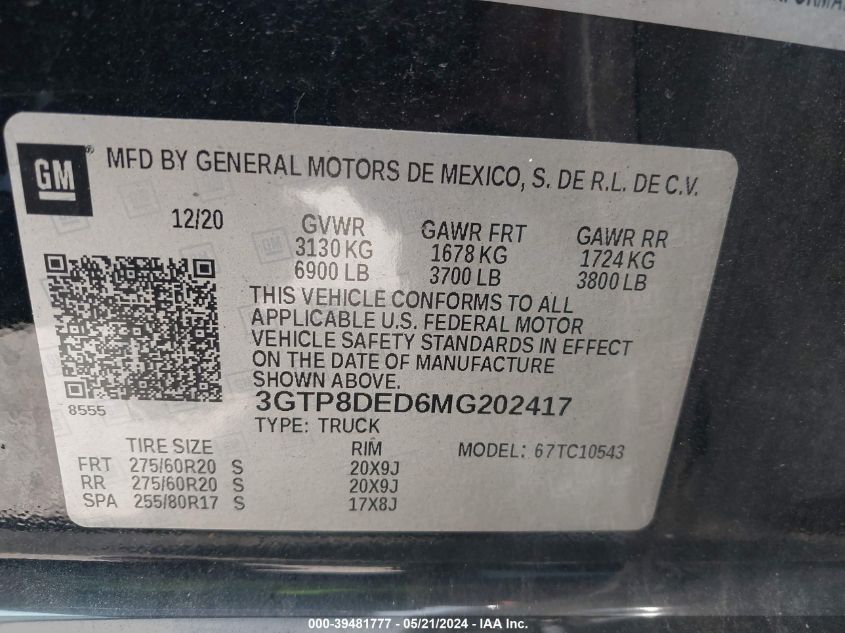 GM ® MFD BY GENERAL MOTORS DE MEXICO, S. DE R.L. DE C.V.
12/20
GVWR GAWR FRT GAWR RR
3130 KG 1678 KG 1724 KG
6900 LB 3700 LB 3800 LB
THIS VEHICLE CONFORMS TO ALL
APPLICABLE U.S. FEDERAL MOTOR
VEHICLE SAFETY STANDARDS IN EFFECT
ON THE DATE OF MANUFACTURE
SHOWN ABOVE.
8555
3GTP8DED6MG202417
TYPE: TRUCK
TIRE SIZE RIM MODEL: 67TC10543
FRT 275/60R20 S 20X9J
RR 275/60R20 S 20X9J
SPA 255/80R17 S 17X8J
000-39481777 - 05/21/2024 - IAA Inc.